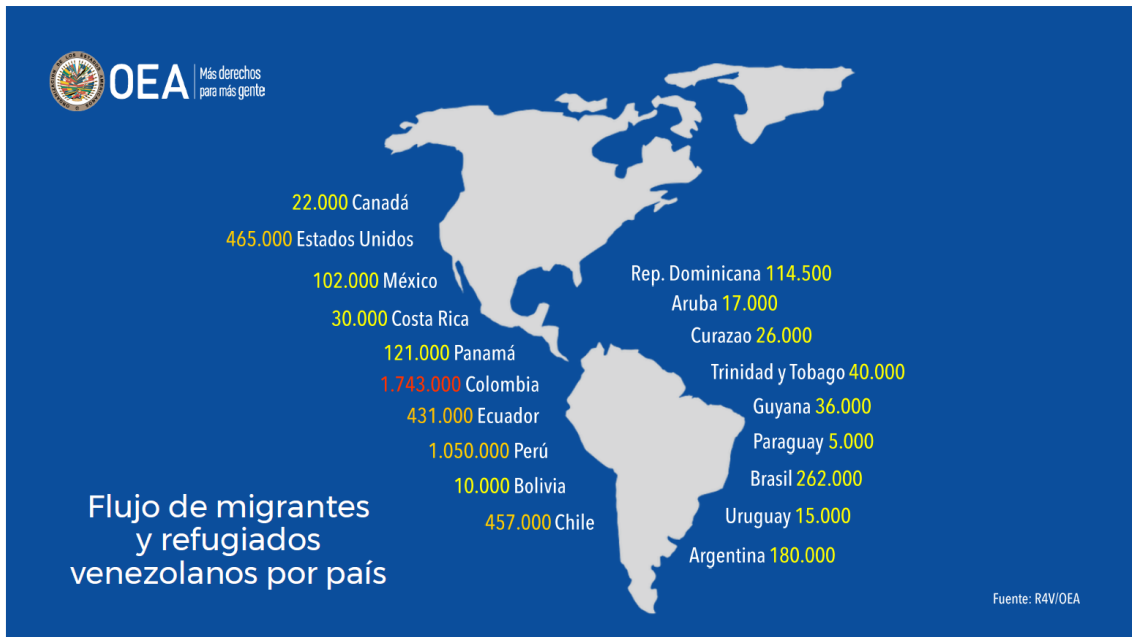 OEA
Más derechos
para más gente
22.000 Canadá
465.000 Estados Unidos
102.000 México
30.000 Costa Rica
121.000 Panamá
1.743.000 Colombia
431.000 Ecuador
1.050.000 Perú
10.000 Bolivia
457.000 Chile
Rep. Dominicana 114.500
Aruba 17.000
Curazao 26.000
Trinidad y Tobago 40.000
Guyana 36.000
Paraguay 5.000
Brasil 262.000
Uruguay 15.000
Argentina 180.000
Flujo de migrantes
y refugiados
venezolanos por país
Fuente: R4V/OEA